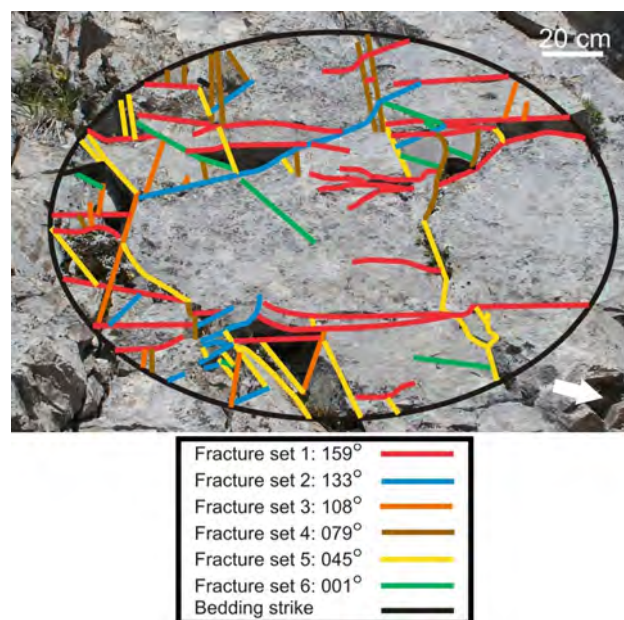 20 cm
Fracture set 1: 159°
Fracture set 2: 133°
Fracture set 3: 108°
Fracture set 4: 079°
Fracture set 5: 045°
Fracture set 6: 001°
Bedding strike